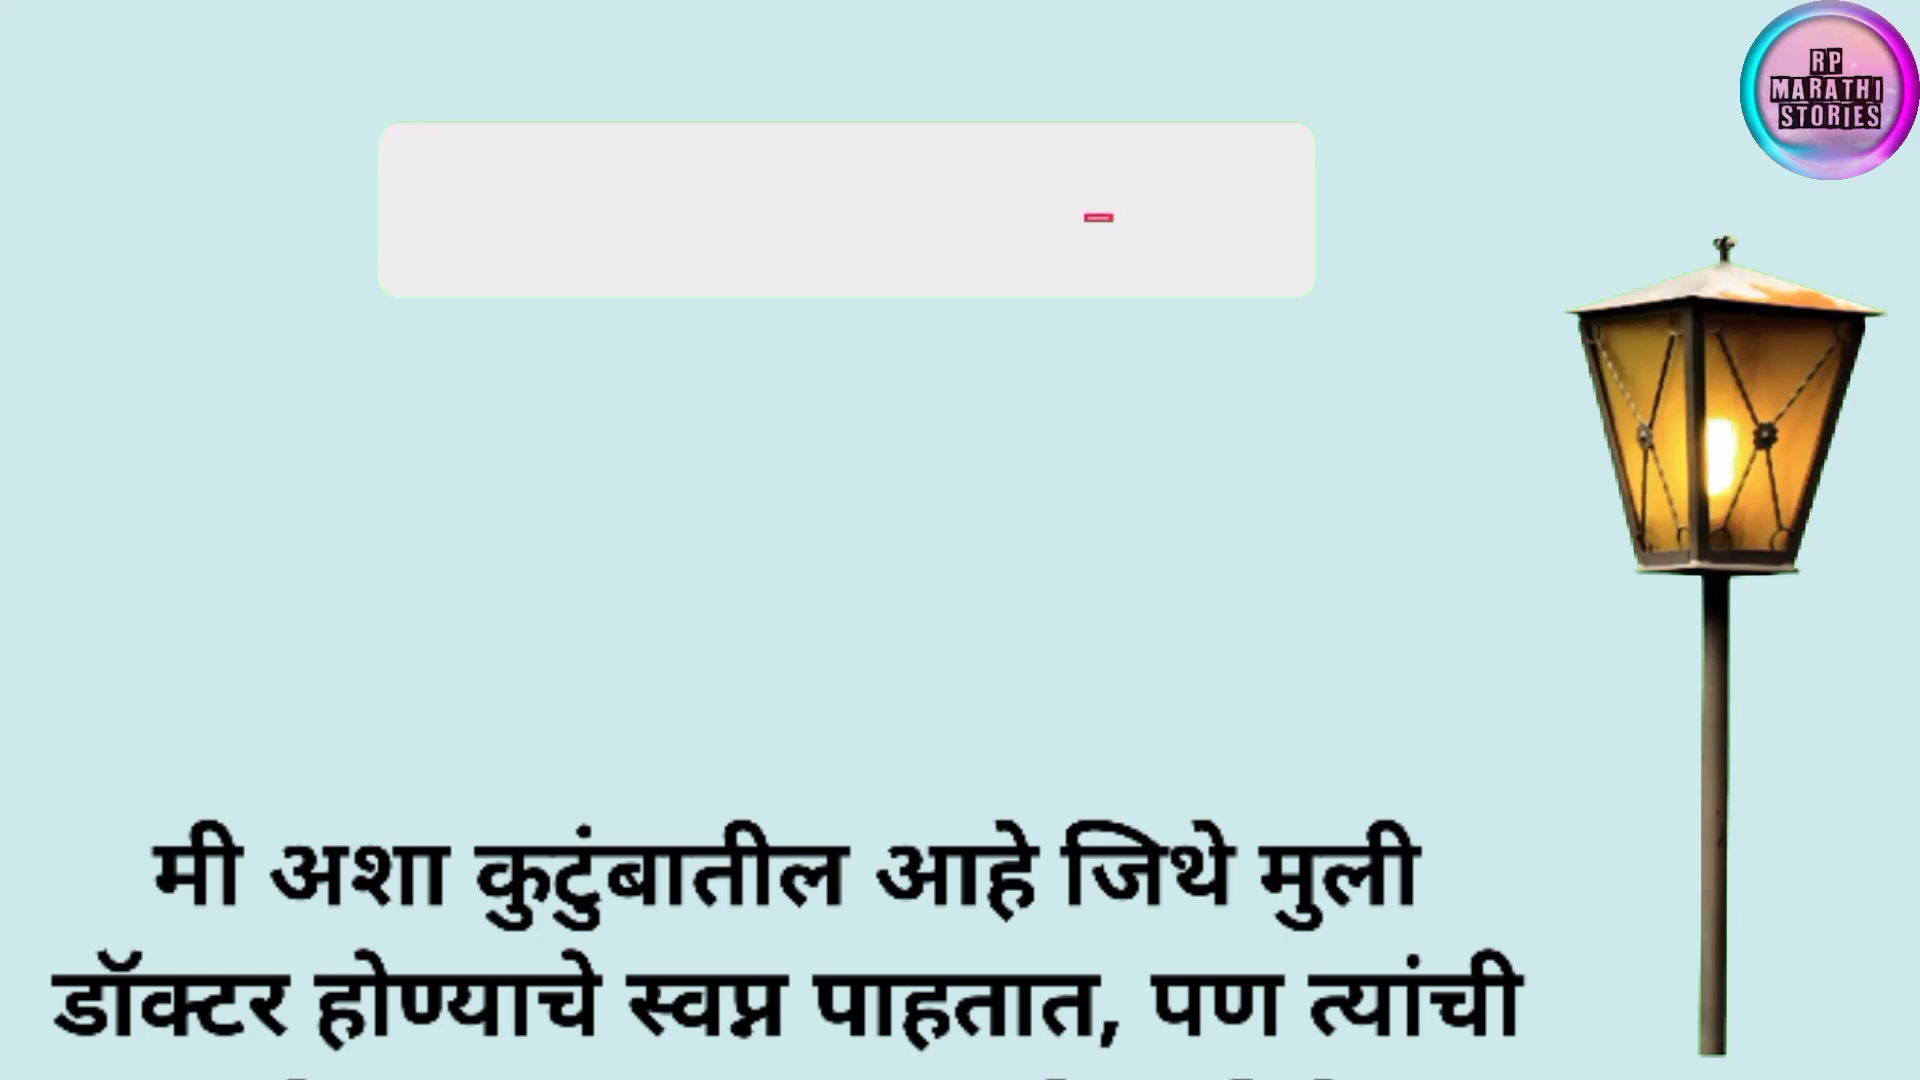 RP
MARATHI
STORIES
मी अशा कुटुंबातील आहे जिथे मुली
डॉक्टर होण्याचे स्वप्न पाहतात, पण त्यांची